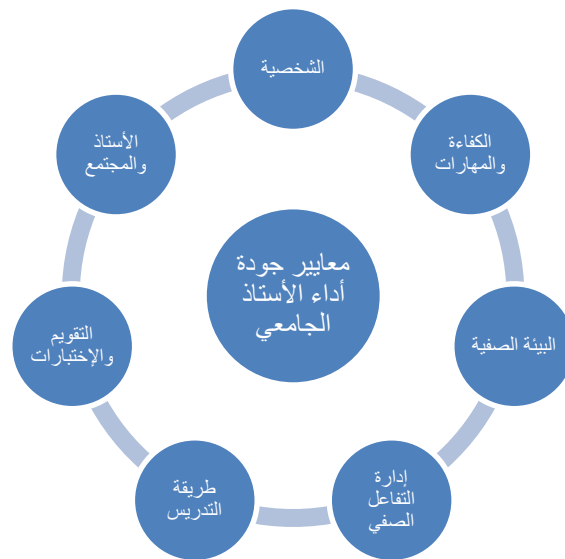 الشخصية
الكفاءة
والمهارات
البيئة الصفية
إدارة
التفاعل
الصفي
طريقة
التدريس
التقويم
والإختبارات
الأستاذ
والمجتمع
معايير جودة
أداء الأستاذ
الجامعي